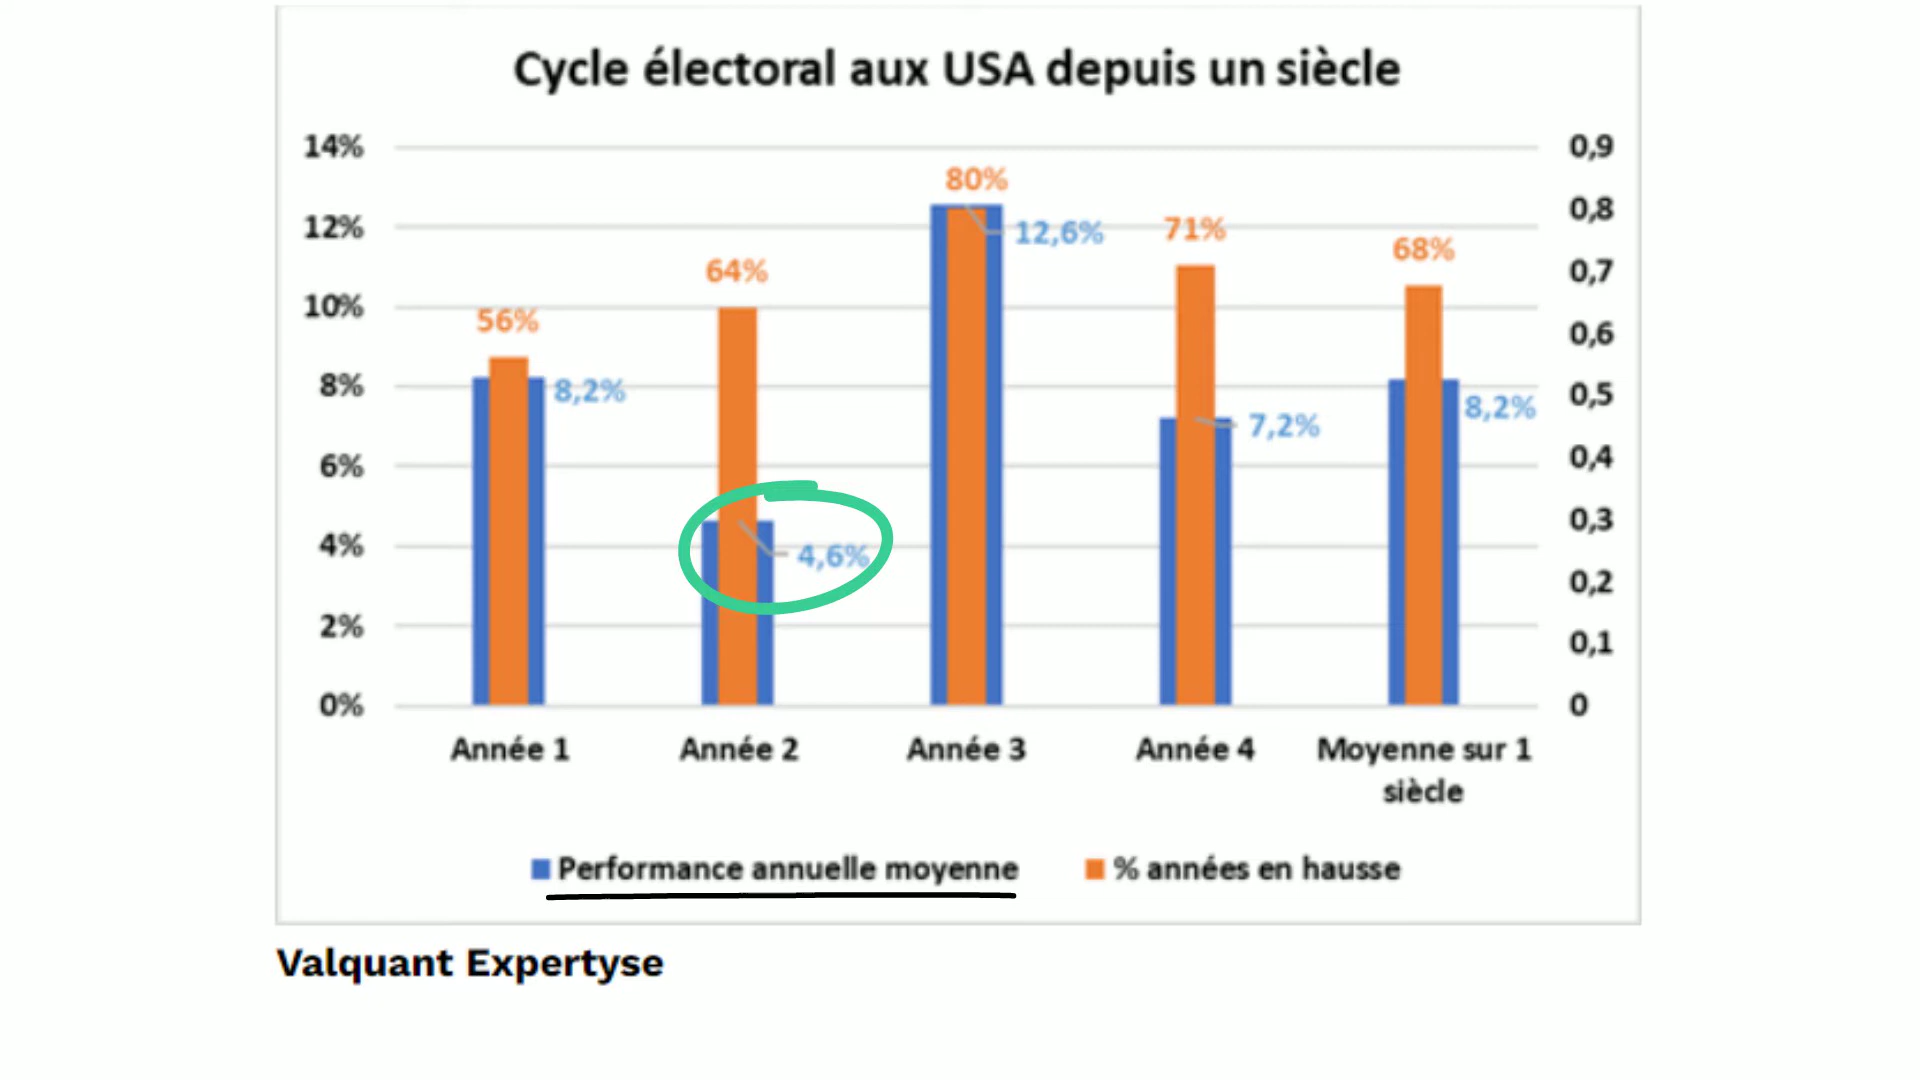 Cycle électoral aux USA depuis un siècle
14%
12%
10%
8%
6%
4%
2%
0%
0,9
0,8
0,7
0,6
0,5
0,4
0,3
0,2
0,1
0
56%
8,2%
64%
4,6%
80%
12,6%
71%
7,2%
68%
8,2%
Année 1
Année 2
Année 3
Année 4
Moyenne sur 1
siècle
Performance annuelle moyenne
% années en hausse
Valquant Expertyse